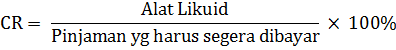 CR = Alat Likuid / Pinjaman yg harus segera dibayar × 100%